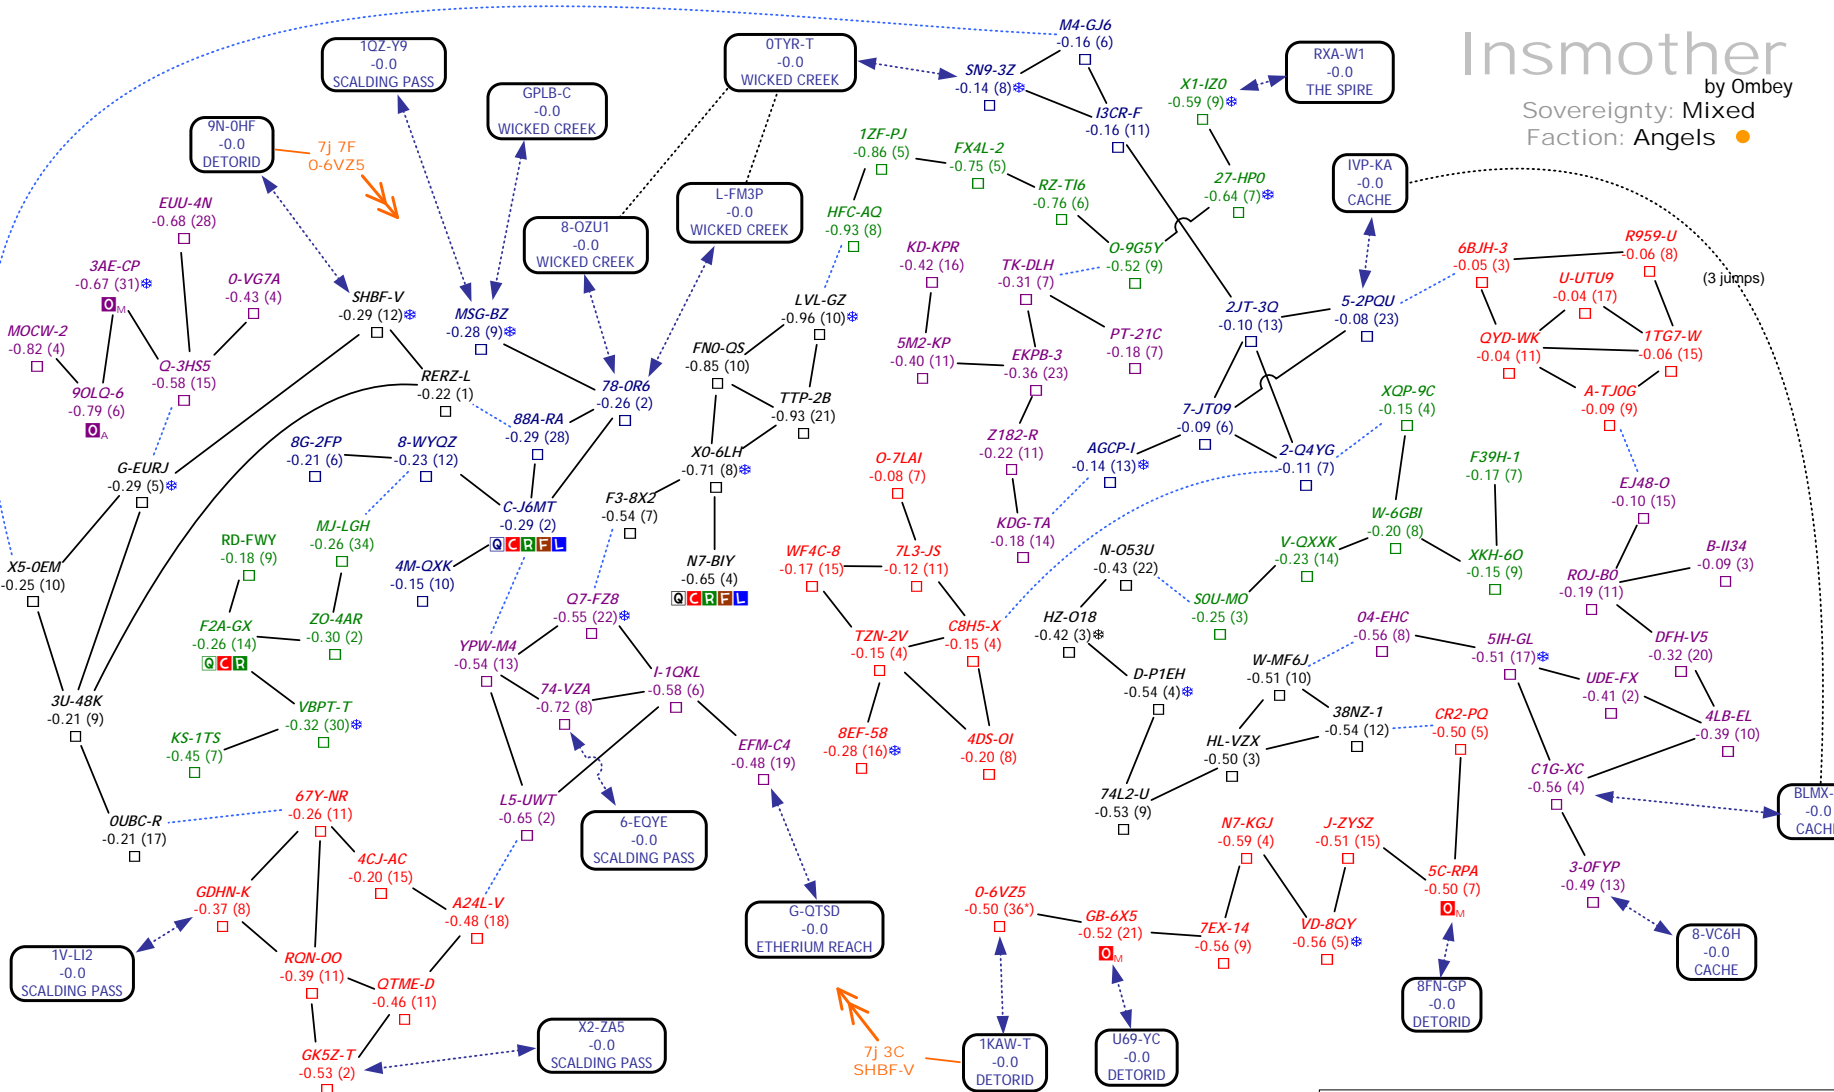 Insmother
by Ombey
Sovereignty: Mixed
Faction: Angels
M4-GJ6
-0.16 (6)
1QZ-Y9
-0.0
SCALDING PASS
0TYR-T
-0.0
WICKED CREEK
SN9-3Z
-0.14 (8)
RXA-W1
-0.0
THE SPIRE
X1-IZ0
-0.59 (9)
GPLB-C
-0.0
WICKED CREEK
I3CR-F
-0.16 (11)
9N-0HF
-0.0
DETORID
7j 7F
0-6VZ5
1ZF-PJ
-0.86 (5)
FX4L-2
-0.75 (5)
RZ-TI6
-0.76 (6)
27-HP0
-0.64 (7)
IVP-KA
-0.0
CACHE
EUU-4N
-0.68 (28)
L-FM3P
-0.0
WICKED CREEK
8-OZU1
-0.0
WICKED CREEK
HFC-AQ
-0.93 (8)
KD-KPR
-0.42 (16)
O-9G5Y
-0.52 (9)
TK-DLH
-0.31 (7)
6BJH-3
-0.05 (3)
R959-U
-0.06 (8)
(3 jumps)
U-UTU9
-0.04 (17)
3AE-CP
-0.67 (31)
O M
0-VG7A
-0.43 (4)
SHBF-V
-0.29 (12)
MSG-BZ
-0.28 (9)
LVL-GZ
-0.96 (10)
2JT-3Q
-0.10 (13)
5-2PQU
-0.08 (23)
MOCW-2
-0.82 (4)
Q-3HS5
-0.58 (15)
FN0-QS
-0.85 (10)
5M2-KP
-0.40 (11)
EKPB-3
-0.36 (23)
PT-21C
-0.18 (7)
QYD-WK
-0.04 (11)
1TG7-W
-0.06 (15)
9OLQ-6
-0.79 (6)
O A
RERZ-L
-0.22 (1)
78-0R6
-0.26 (2)
TTP-2B
-0.93 (21)
XQP-9C
-0.15 (4)
A-TJ0G
-0.09 (9)
7-JT09
-0.09 (6)
88A-RA
-0.29 (28)
8G-2FP
-0.21 (6)
8-WYQZ
-0.23 (12)
Z182-R
-0.22 (11)
AGCP-I
-0.14 (13)
2-Q4YG
-0.11 (7)
X0-6LH
-0.71 (8)
O-7LAI
-0.08 (7)
F39H-1
-0.17 (7)
G-EURJ
-0.29 (5)
F3-8X2
-0.54 (7)
EJ48-O
-0.10 (15)
C-J6MT
-0.29 (2)
Q C R F L
KDG-TA
-0.18 (14)
W-6GBI
-0.20 (8)
MJ-LGH
-0.26 (34)
RD-FWY
-0.18 (9)
V-QXXK
-0.23 (14)
XKH-6O
-0.15 (9)
B-II34
-0.09 (3)
X5-0EM
-0.25 (10)
4M-QXK
-0.15 (10)
N7-BIY
-0.65 (4)
Q C R F L
WF4C-8
-0.17 (15)
7L3-JS
-0.12 (11)
N-O53U
-0.43 (22)
ROJ-B0
-0.19 (11)
Q7-FZ8
-0.55 (22)
S0U-MO
-0.25 (3)
F2A-GX
-0.26 (14)
Q C R
ZO-4AR
-0.30 (2)
HZ-O18
-0.42 (3)
04-EHC
-0.56 (8)
YPW-M4
-0.54 (13)
TZN-2V
-0.15 (4)
C8H5-X
-0.15 (4)
5IH-GL
-0.51 (17)
DFH-V5
-0.32 (20)
W-MF6J
-0.51 (10)
I-1QKL
-0.58 (6)
D-P1EH
-0.54 (4)
UDE-FX
-0.41 (2)
74-VZA
-0.72 (8)
3U-48K
-0.21 (9)
VBPT-T
-0.32 (30)
38NZ-1
-0.54 (12)
CR2-PQ
-0.50 (5)
4LB-EL
-0.39 (10)
KS-1TS
-0.45 (7)
8EF-58
-0.28 (16)
4DS-OI
-0.20 (8)
EFM-C4
-0.48 (19)
HL-VZX
-0.50 (3)
C1G-XC
-0.56 (4)
67Y-NR
-0.26 (11)
L5-UWT
-0.65 (2)
74L2-U
-0.53 (9)
BLMX-
-0.0
CACHE
0UBC-R
-0.21 (17)
6-EQYE
-0.0
SCALDING PASS
N7-KGJ
-0.59 (4)
J-ZYSZ
-0.51 (15)
4CJ-AC
-0.20 (15)
5C-RPA
-0.50 (7)
O M
3-0FYP
-0.49 (13)
GDHN-K
-0.37 (8)
A24L-V
-0.48 (18)
0-6VZ5
-0.50 (36*)
G-QTSD
-0.0
ETHERIUM REACH
GB-6X5
-0.52 (21)
O M
7EX-14
-0.56 (9)
VD-8QY
-0.56 (5)
8-VC6H
-0.0
CACHE
1V-LI2
-0.0
SCALDING PASS
RQN-OO
-0.39 (11)
QTME-D
-0.46 (11)
8FN-GP
-0.0
DETORID
X2-ZA5
-0.0
SCALDING PASS
GK5Z-T
-0.53 (2)
7j 3C
SHBF-V
1KAW-T
-0.0
DETORID
U69-YC
-0.0
DETORID